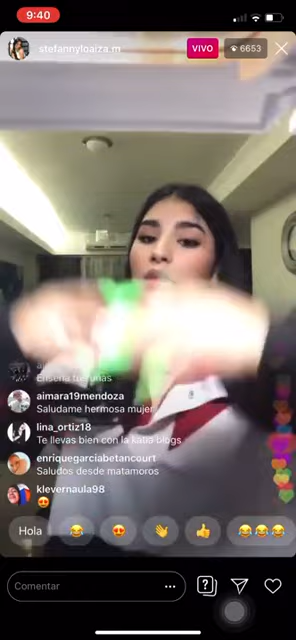 9:40
stefannyloaiza.m
VIVO
6653
aimara19mendoza
Saludame hermosa mujer
lina_ortiz18
Te llevas bien con la katia blogs
enriquegarciabetancourt
Saludos desde matamoros
klevernaula98
Hola
Comentar